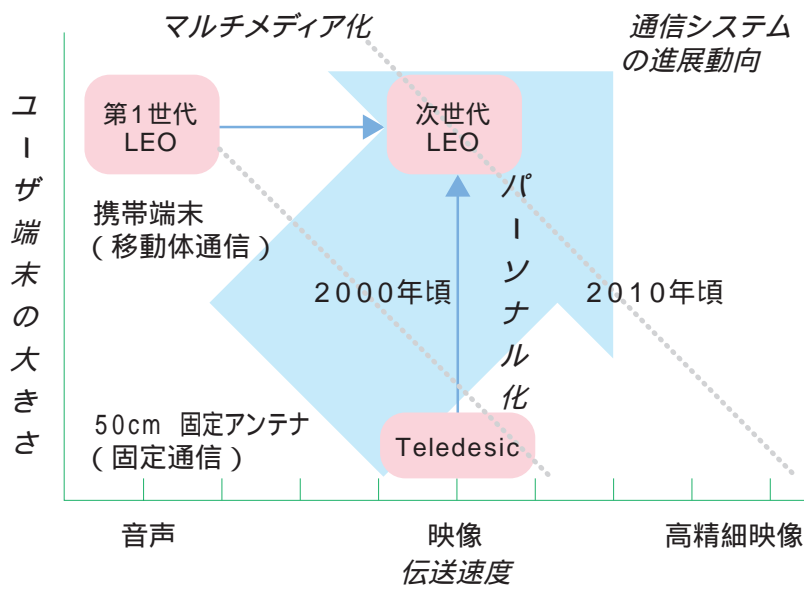 マルチメディア化
通信システム
の進展動向
ユーザ端末の大きさ
第1世代
LEO
次世代
LEO
パーソナル化
携帯端末
(移動体通信)
2000年頃
2010年頃
50cm 固定アンテナ
(固定通信)
Teledesic
音声
映像
高精細映像
伝送速度